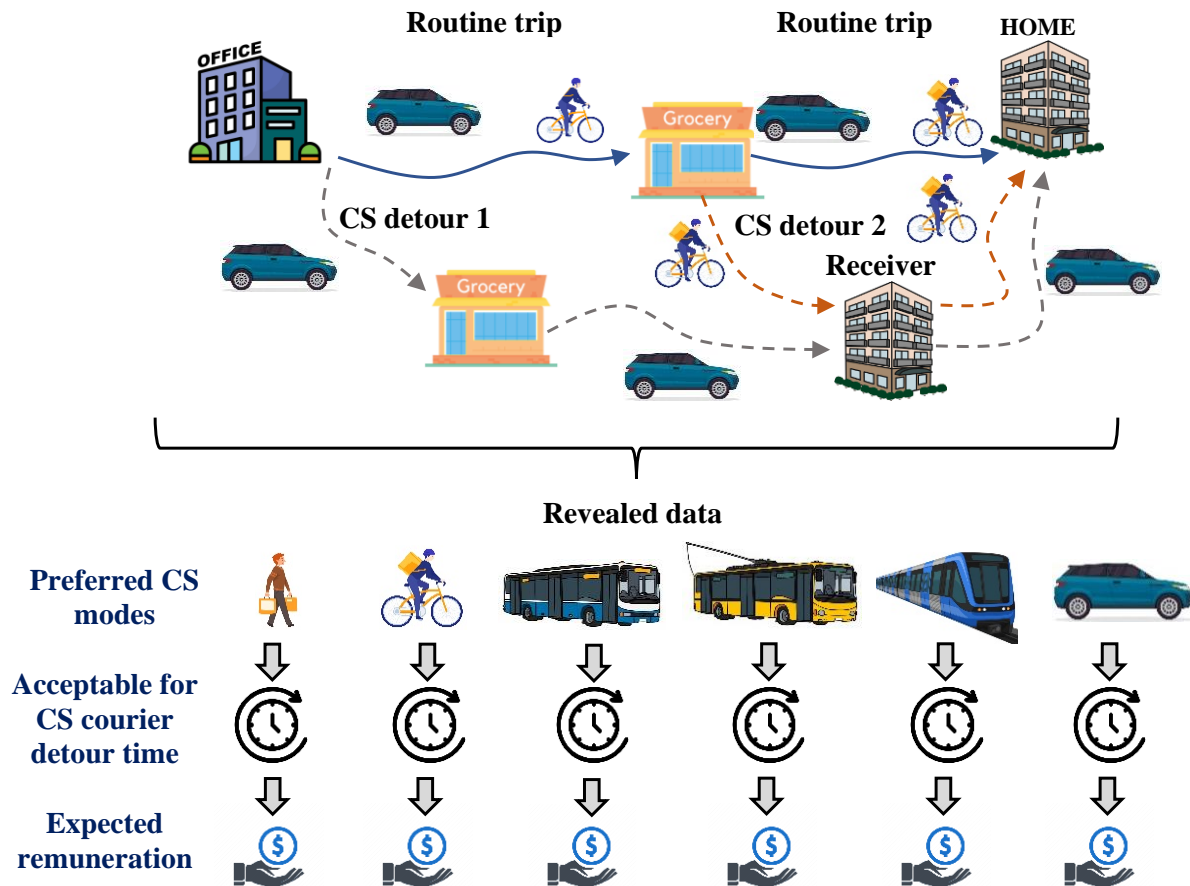 Routine trip
Routine trip
HOME
OFFICE
Grocery
CS detour 1
CS detour 2
Receiver
Grocery
Revealed data
Preferred CS
modes
Acceptable for
CS courier
detour time
Expected
remuneration
$
$
$
$
$
$